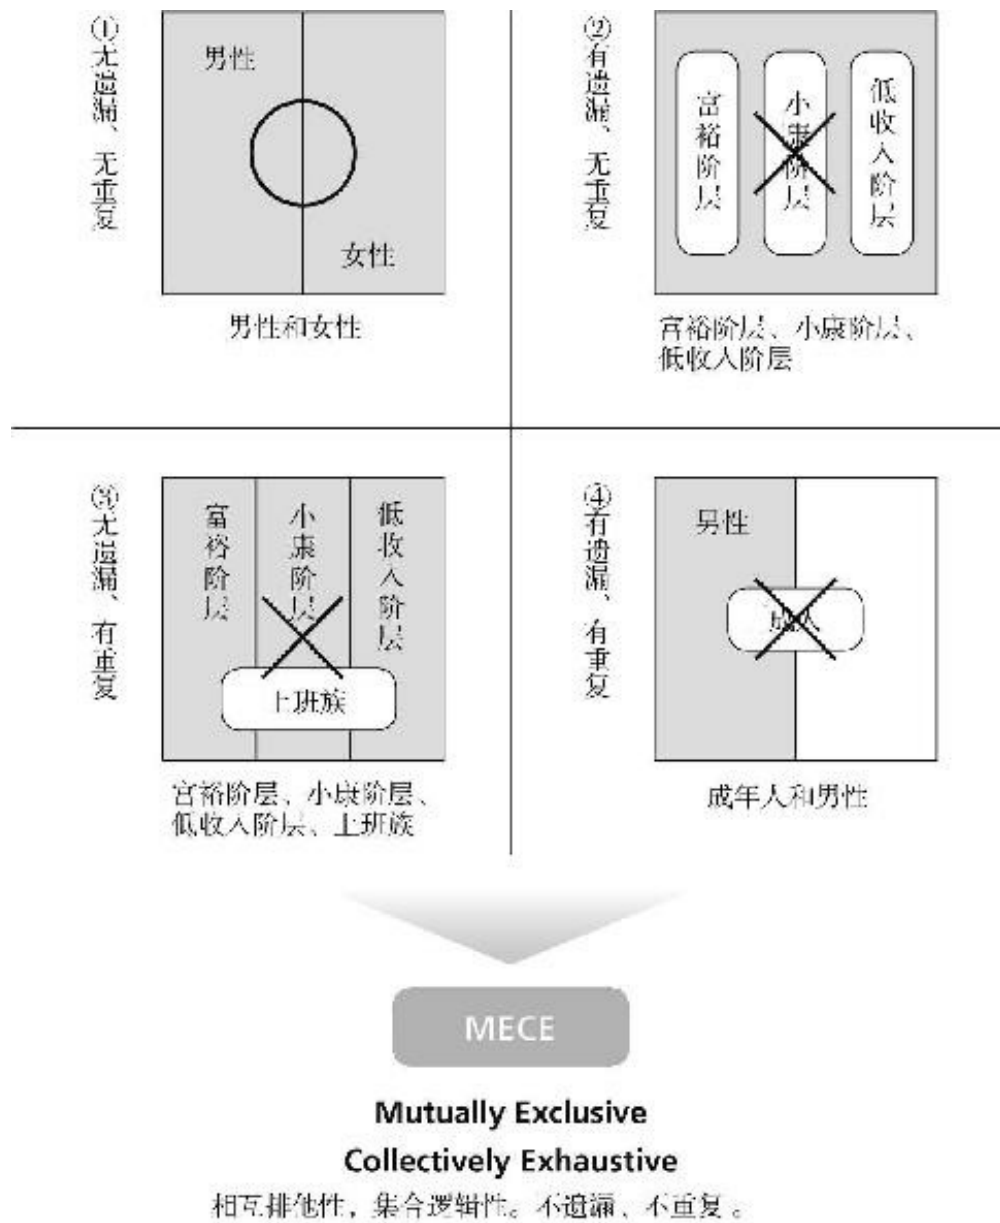 ①无遗漏、无重复
男性
女性
男性和女性
②有遗漏、无重复
富裕阶层
小康阶层
低收入阶层
富裕阶层、小康阶层、
低收入阶层
③无遗漏、有重复
富裕阶层
小康阶层
低收入阶层
上班族
富裕阶层、小康阶层、
低收入阶层、上班族
④有遗漏、有重复
男性
成人
成年人和男性
MECE
Mutually Exclusive
Collectively Exhaustive
相互排他性，集合逻辑性。不遗漏、不重复。